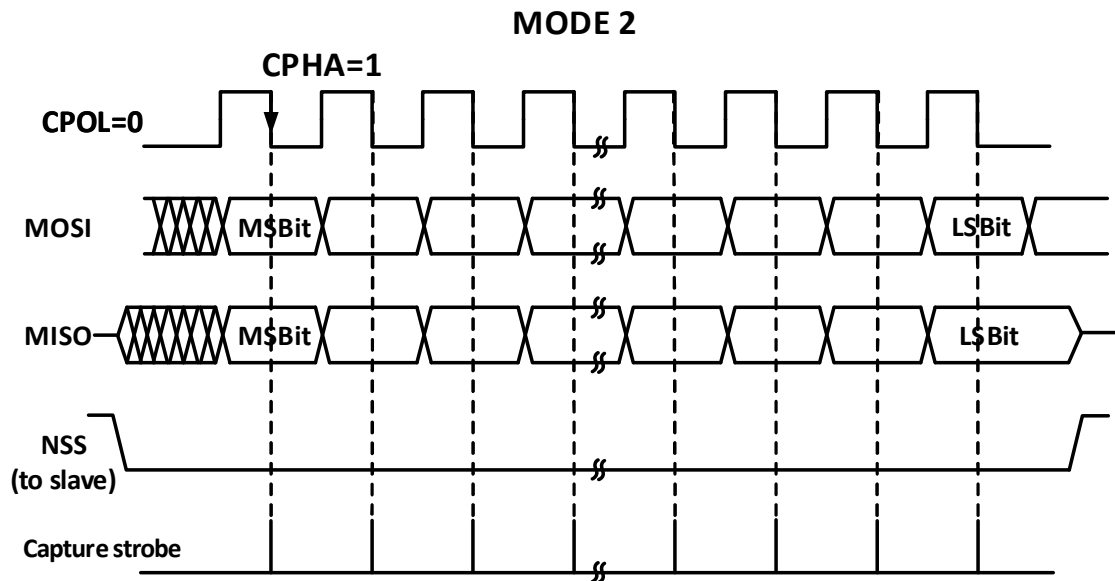 MODE 2
CPHA=1
CPOL=0
MOSI
MSBit
LSBit
MISO
MSBit
LSBit
NSS
(to slave)
Capture strobe